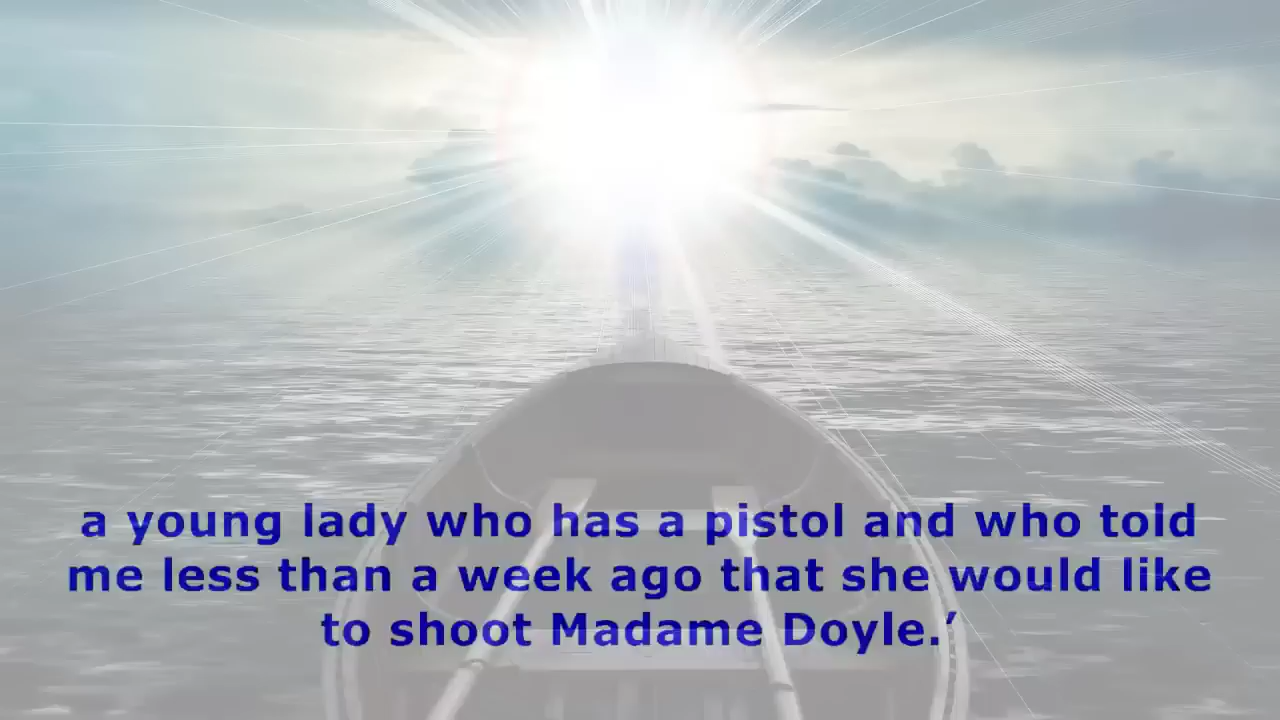 a young lady who has a pistol and who told
me less than a week ago that she would like
to shoot Madame Doyle.’